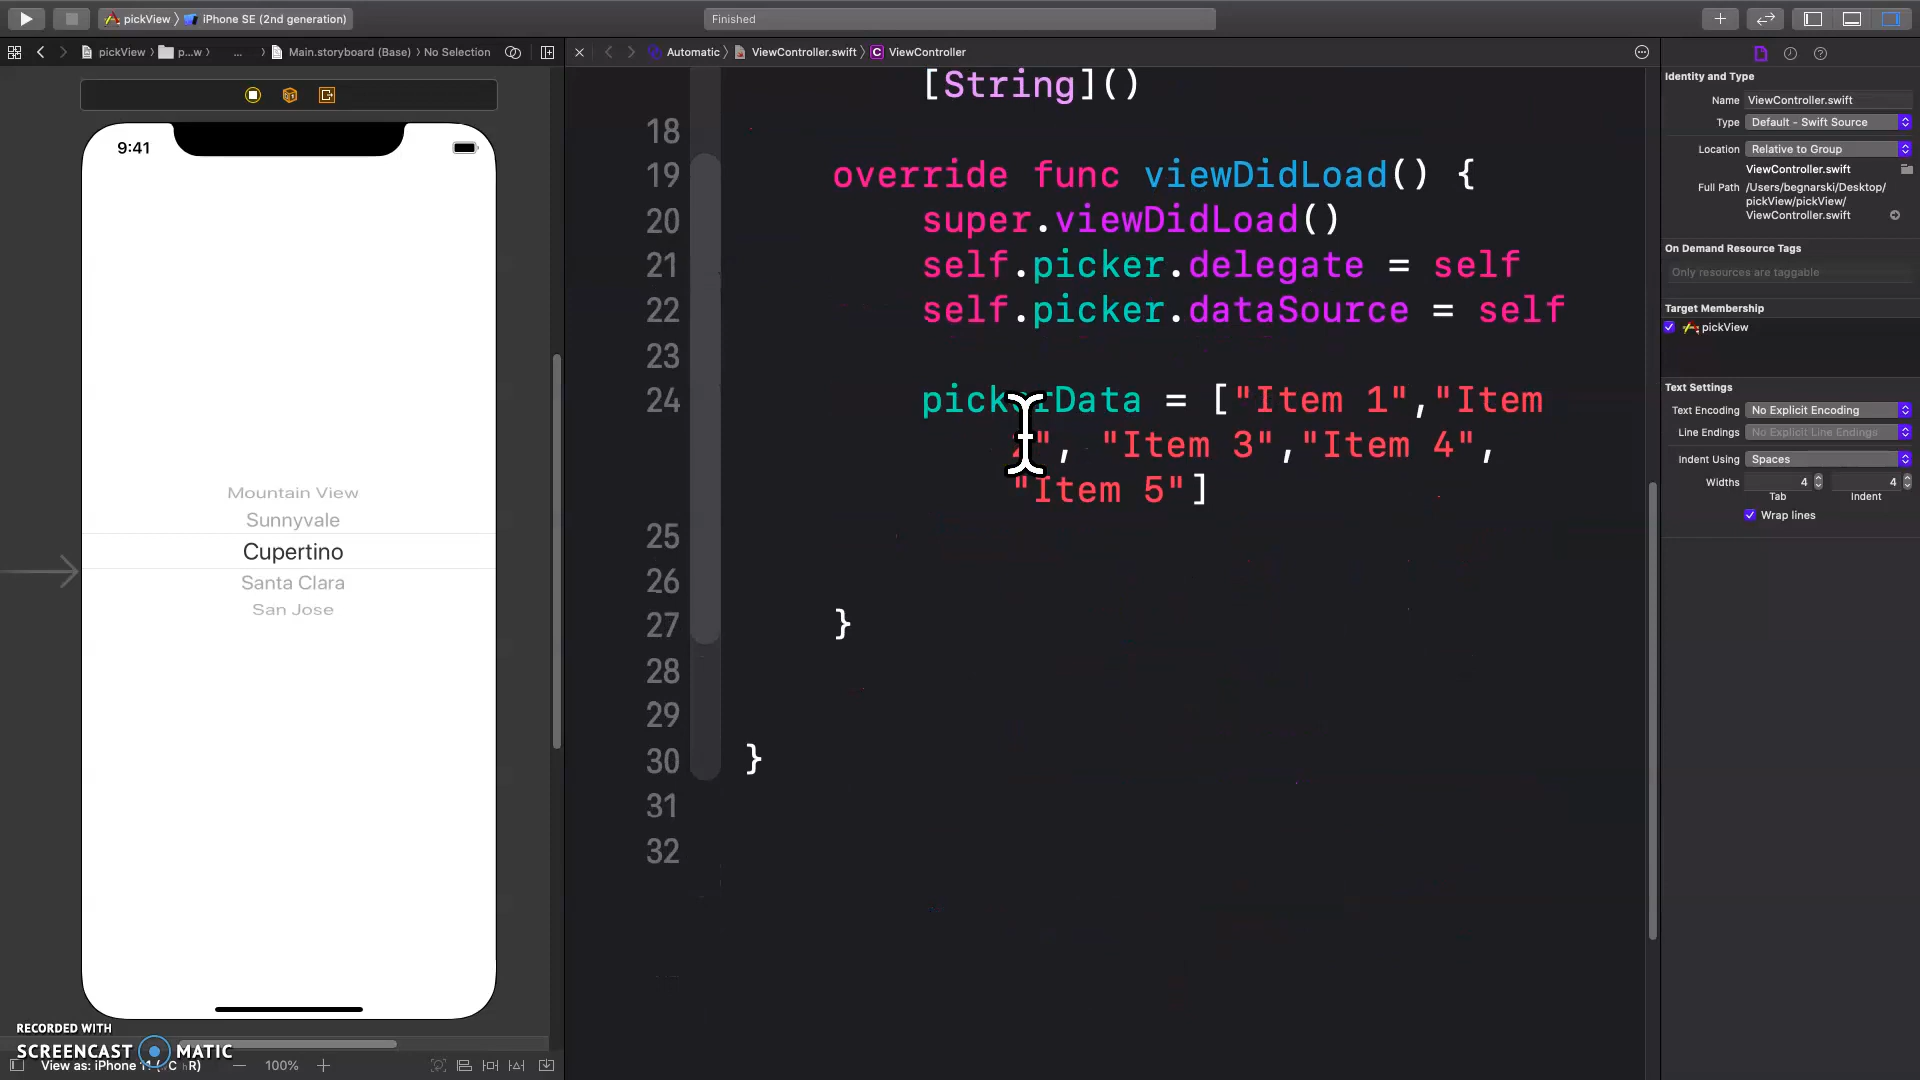 pickView 〉 iPhone SE (2nd generation)
Finished
pickView 〉 p...w 〉 ... 〉 Main.storyboard (Base) 〉 No Selection
Automatic 〉 ViewController.swift 〉 C ViewController
9:41
Mountain View
Sunnyvale
Cupertino
Santa Clara
San Jose
[String]()
18
19 override func viewDidLoad() {
20 super.viewDidLoad()
21 self.picker.delegate = self
22 self.picker.dataSource = self
23
24 pickerData = ["Item 1","Item
2", "Item 3","Item 4",
"Item 5"]
25
26
27 }
28
29
30 }
31
32
Identity and Type
Name ViewController.swift
Type Default - Swift Source
Location Relative to Group
ViewController.swift
Full Path /Users/begnarski/Desktop/
pickView/pickView/
ViewController.swift
On Demand Resource Tags
Only resources are taggable
Target Membership
pickView
Text Settings
Text Encoding No Explicit Encoding
Line Endings No Explicit Line Endings
Indent Using Spaces
Widths 4 4
Tab Indent
Wrap lines
RECORDED WITH
SCREENCAST MATIC
View as: iPhone 11 ( C R)
100%